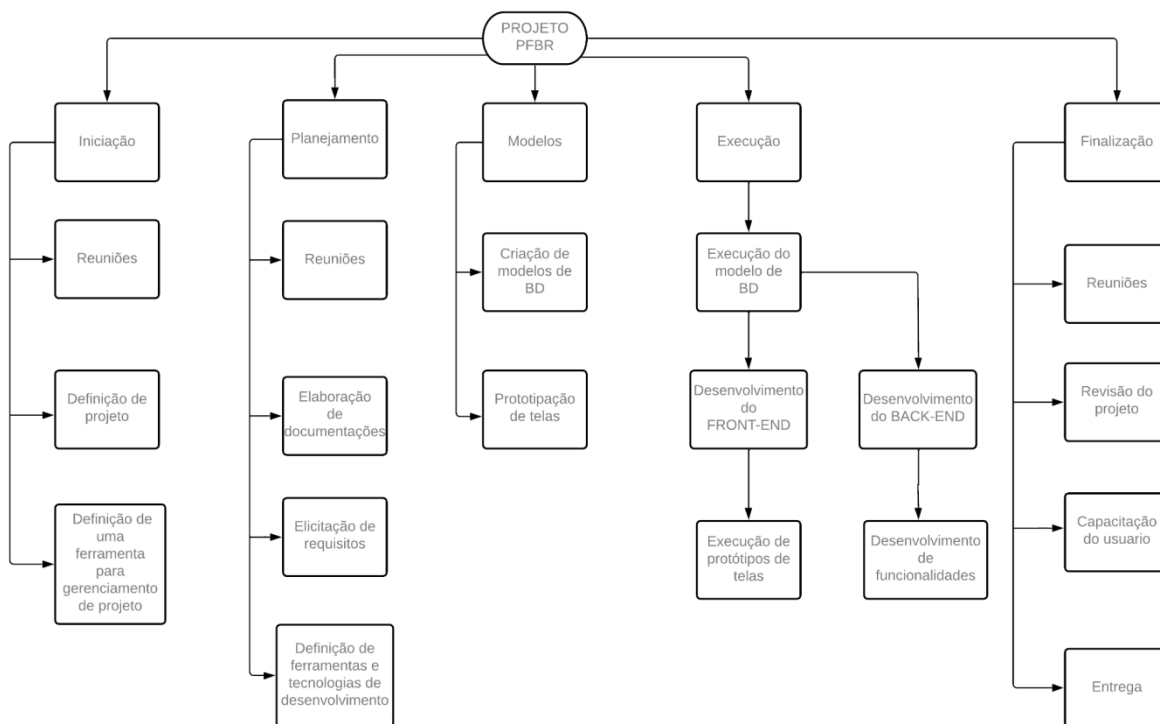 PROJETO
PFBR
Iniciação
Planejamento
Modelos
Execução
Finalização
Reuniões
Reuniões
Criação de
modelos de
BD
Execução do
modelo de
BD
Reuniões
Definição de
projeto
Elaboração
de
documentações
Prototipação
de telas
Desenvolvimento
do
FRONT-END
Desenvolvimento
do BACK-END
Revisão do
projeto
Definição de
uma
ferramenta
para
gerenciamento
de projeto
Elicitação de
requisitos
Execução de
protótipos de
telas
Desenvolvimento
de
funcionalidades
Capacitação
do usuario
Definição de
ferramentas e
tecnologias de
desenvolvimento
Entrega